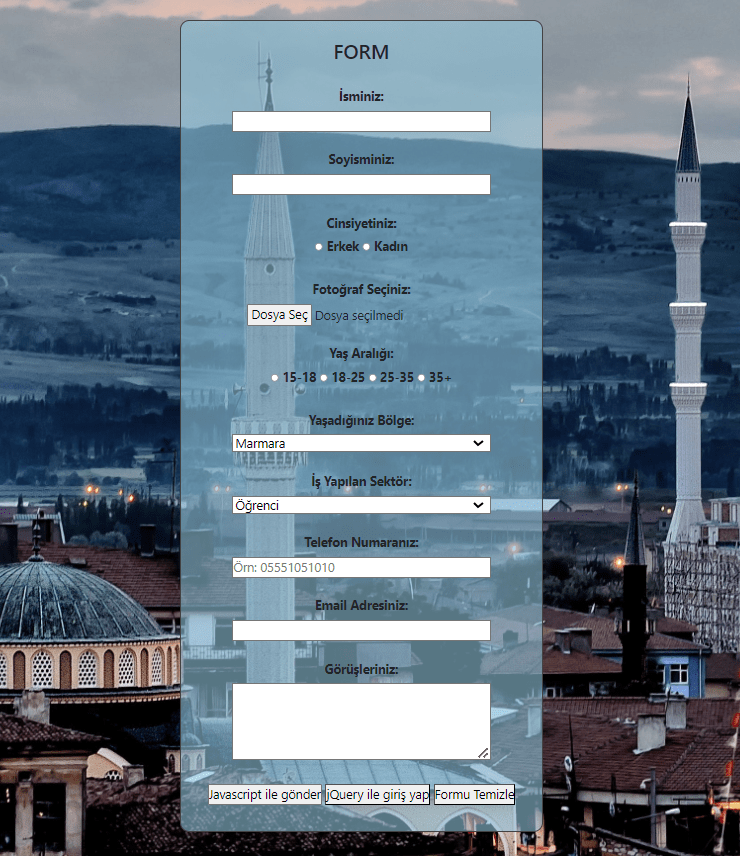 FORM
İsminiz:
Soyisminiz:
Cinsiyetiniz:
Erkek Kadın
Fotoğraf Seçiniz:
Dosya Seç Dosya seçilmedi
Yaş Aralığı:
15-18 18-25 25-35 35+
Yaşadığınız Bölge:
Marmara
İş Yapılan Sektör:
Öğrenci
Telefon Numaranız:
Örn: 05551051010
Email Adresiniz:
Görüşleriniz:
Javascript ile gönder jQuery ile giriş yap Formu Temizle